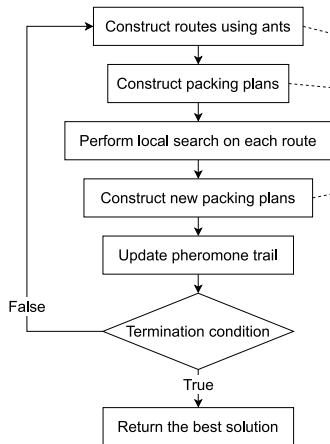 Construct routes using ants
Construct packing plans
Perform local search on each route
Construct new packing plans
Update pheromone trail
False
Termination condition
True
Return the best solution